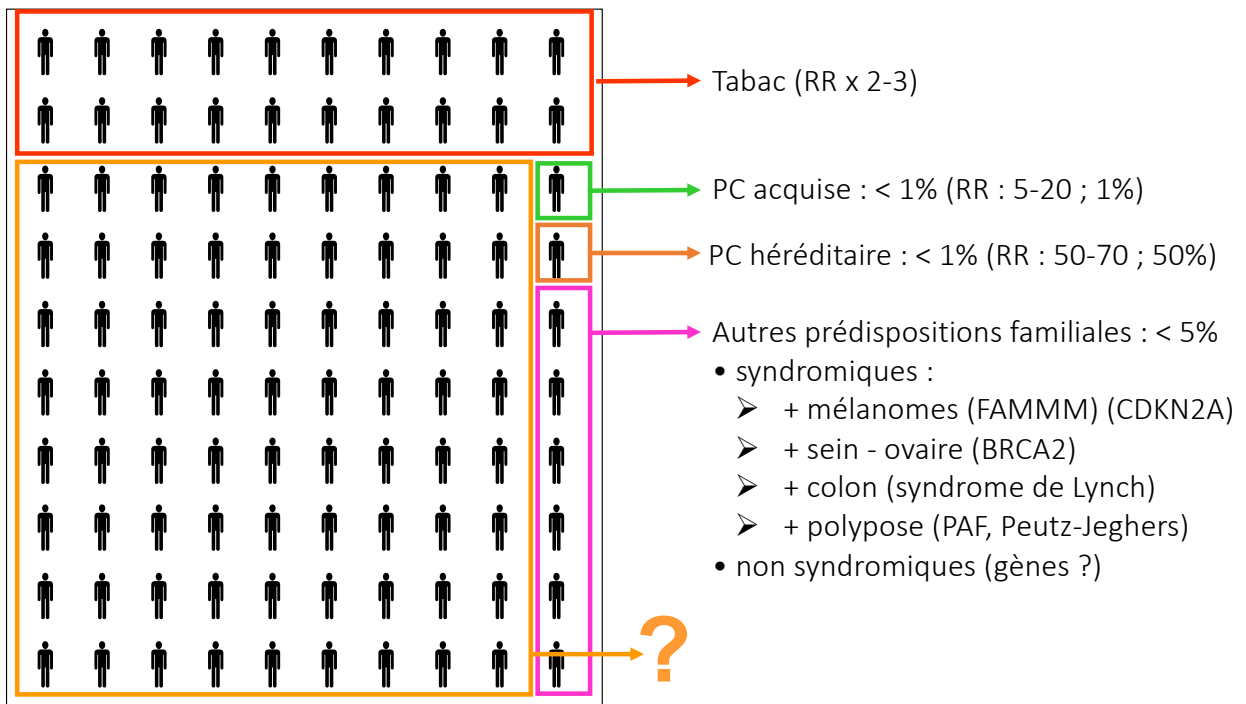 Tabac (RR x 2-3)
PC acquise : < 1% (RR : 5-20 ; 1%)
PC héréditaire : < 1% (RR : 50-70 ; 50%)
Autres prédispositions familiales : < 5%
• syndromiques :
➢ + mélanomes (FAMMM) (CDKN2A)
➢ + sein - ovaire (BRCA2)
➢ + colon (syndrome de Lynch)
➢ + polypose (PAF, Peutz-Jeghers)
• non syndromiques (gènes ?)
?